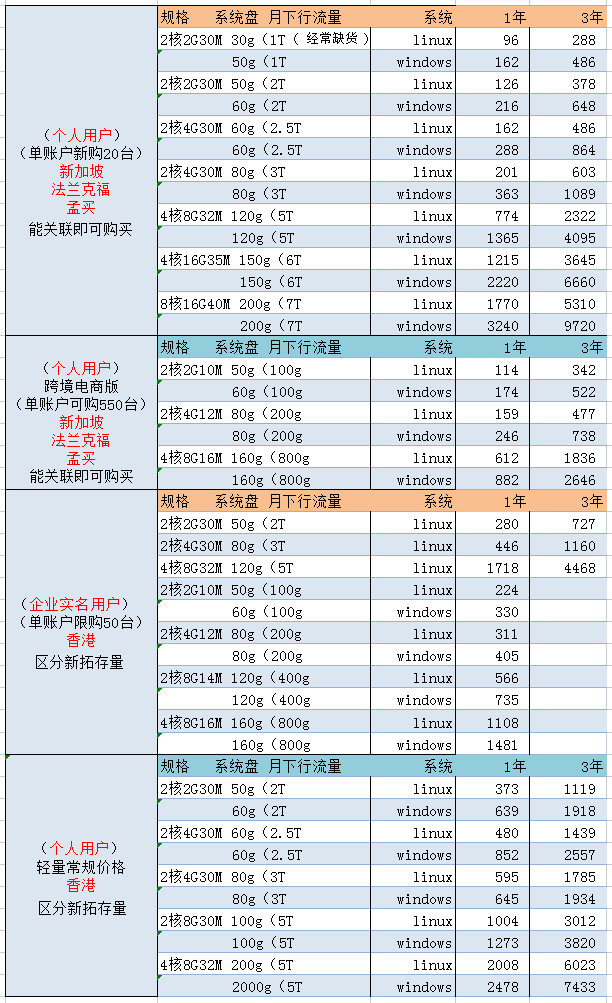 规格 系统盘 月下行流量 系统 1年 3年
2核2G30M 30g（1T（ 经常缺货 ） linux 96 288
50g（1T windows 162 486
2核2G30M 50g（2T linux 126 378
60g（2T windows 216 648
2核4G30M 60g（2.5T linux 162 486
60g（2.5T windows 288 864
2核4G30M 80g（3T linux 201 603
80g（3T windows 363 1089
4核8G32M 120g（5T linux 774 2322
120g（5T windows 1365 4095
4核16G35M 150g（6T linux 1215 3645
150g（6T windows 2220 6660
8核16G40M 200g（7T linux 1770 5310
200g（7T windows 3240 9720
（个人用户）
（单账户新购20台）
新加坡
法兰克福
孟买
能关联即可购买
规格 系统盘 月下行流量 系统 1年 3年
2核2G10M 50g（100g linux 114 342
60g（100g windows 174 522
2核4G12M 80g（200g linux 159 477
80g（200g windows 246 738
4核8G16M 160g（800g linux 612 1836
160g（800g windows 882 2646
（个人用户）
跨境电商版
（单账户可购550台）
新加坡
法兰克福
孟买
能关联即可购买
规格 系统盘 月下行流量 系统 1年 3年
2核2G30M 50g（2T linux 280 727
2核4G30M 80g（3T linux 446 1160
4核8G32M 120g（5T linux 1718 4468
2核2G10M 50g（100g linux 224
60g（100g windows 330
2核4G12M 80g（200g linux 311
80g（200g windows 405
2核8G14M 120g（400g linux 566
120g（400g windows 735
4核8G16M 160g（800g linux 1108
160g（800g windows 1481
（企业实名用户）
（单账户限购50台）
香港
区分新拓存量
规格 系统盘 月下行流量 系统 1年 3年
2核2G30M 50g（2T linux 373 1119
60g（2T windows 639 1918
2核4G30M 60g（2.5T linux 480 1439
60g（2.5T windows 852 2557
2核4G30M 80g（3T linux 595 1785
80g（3T windows 645 1934
2核8G30M 100g（5T linux 1004 3012
100g（5T windows 1273 3820
4核8G32M 200g（5T linux 2008 6023
2000g（5T windows 2478 7433
（个人用户）
轻量常规价格
香港
区分新拓存量